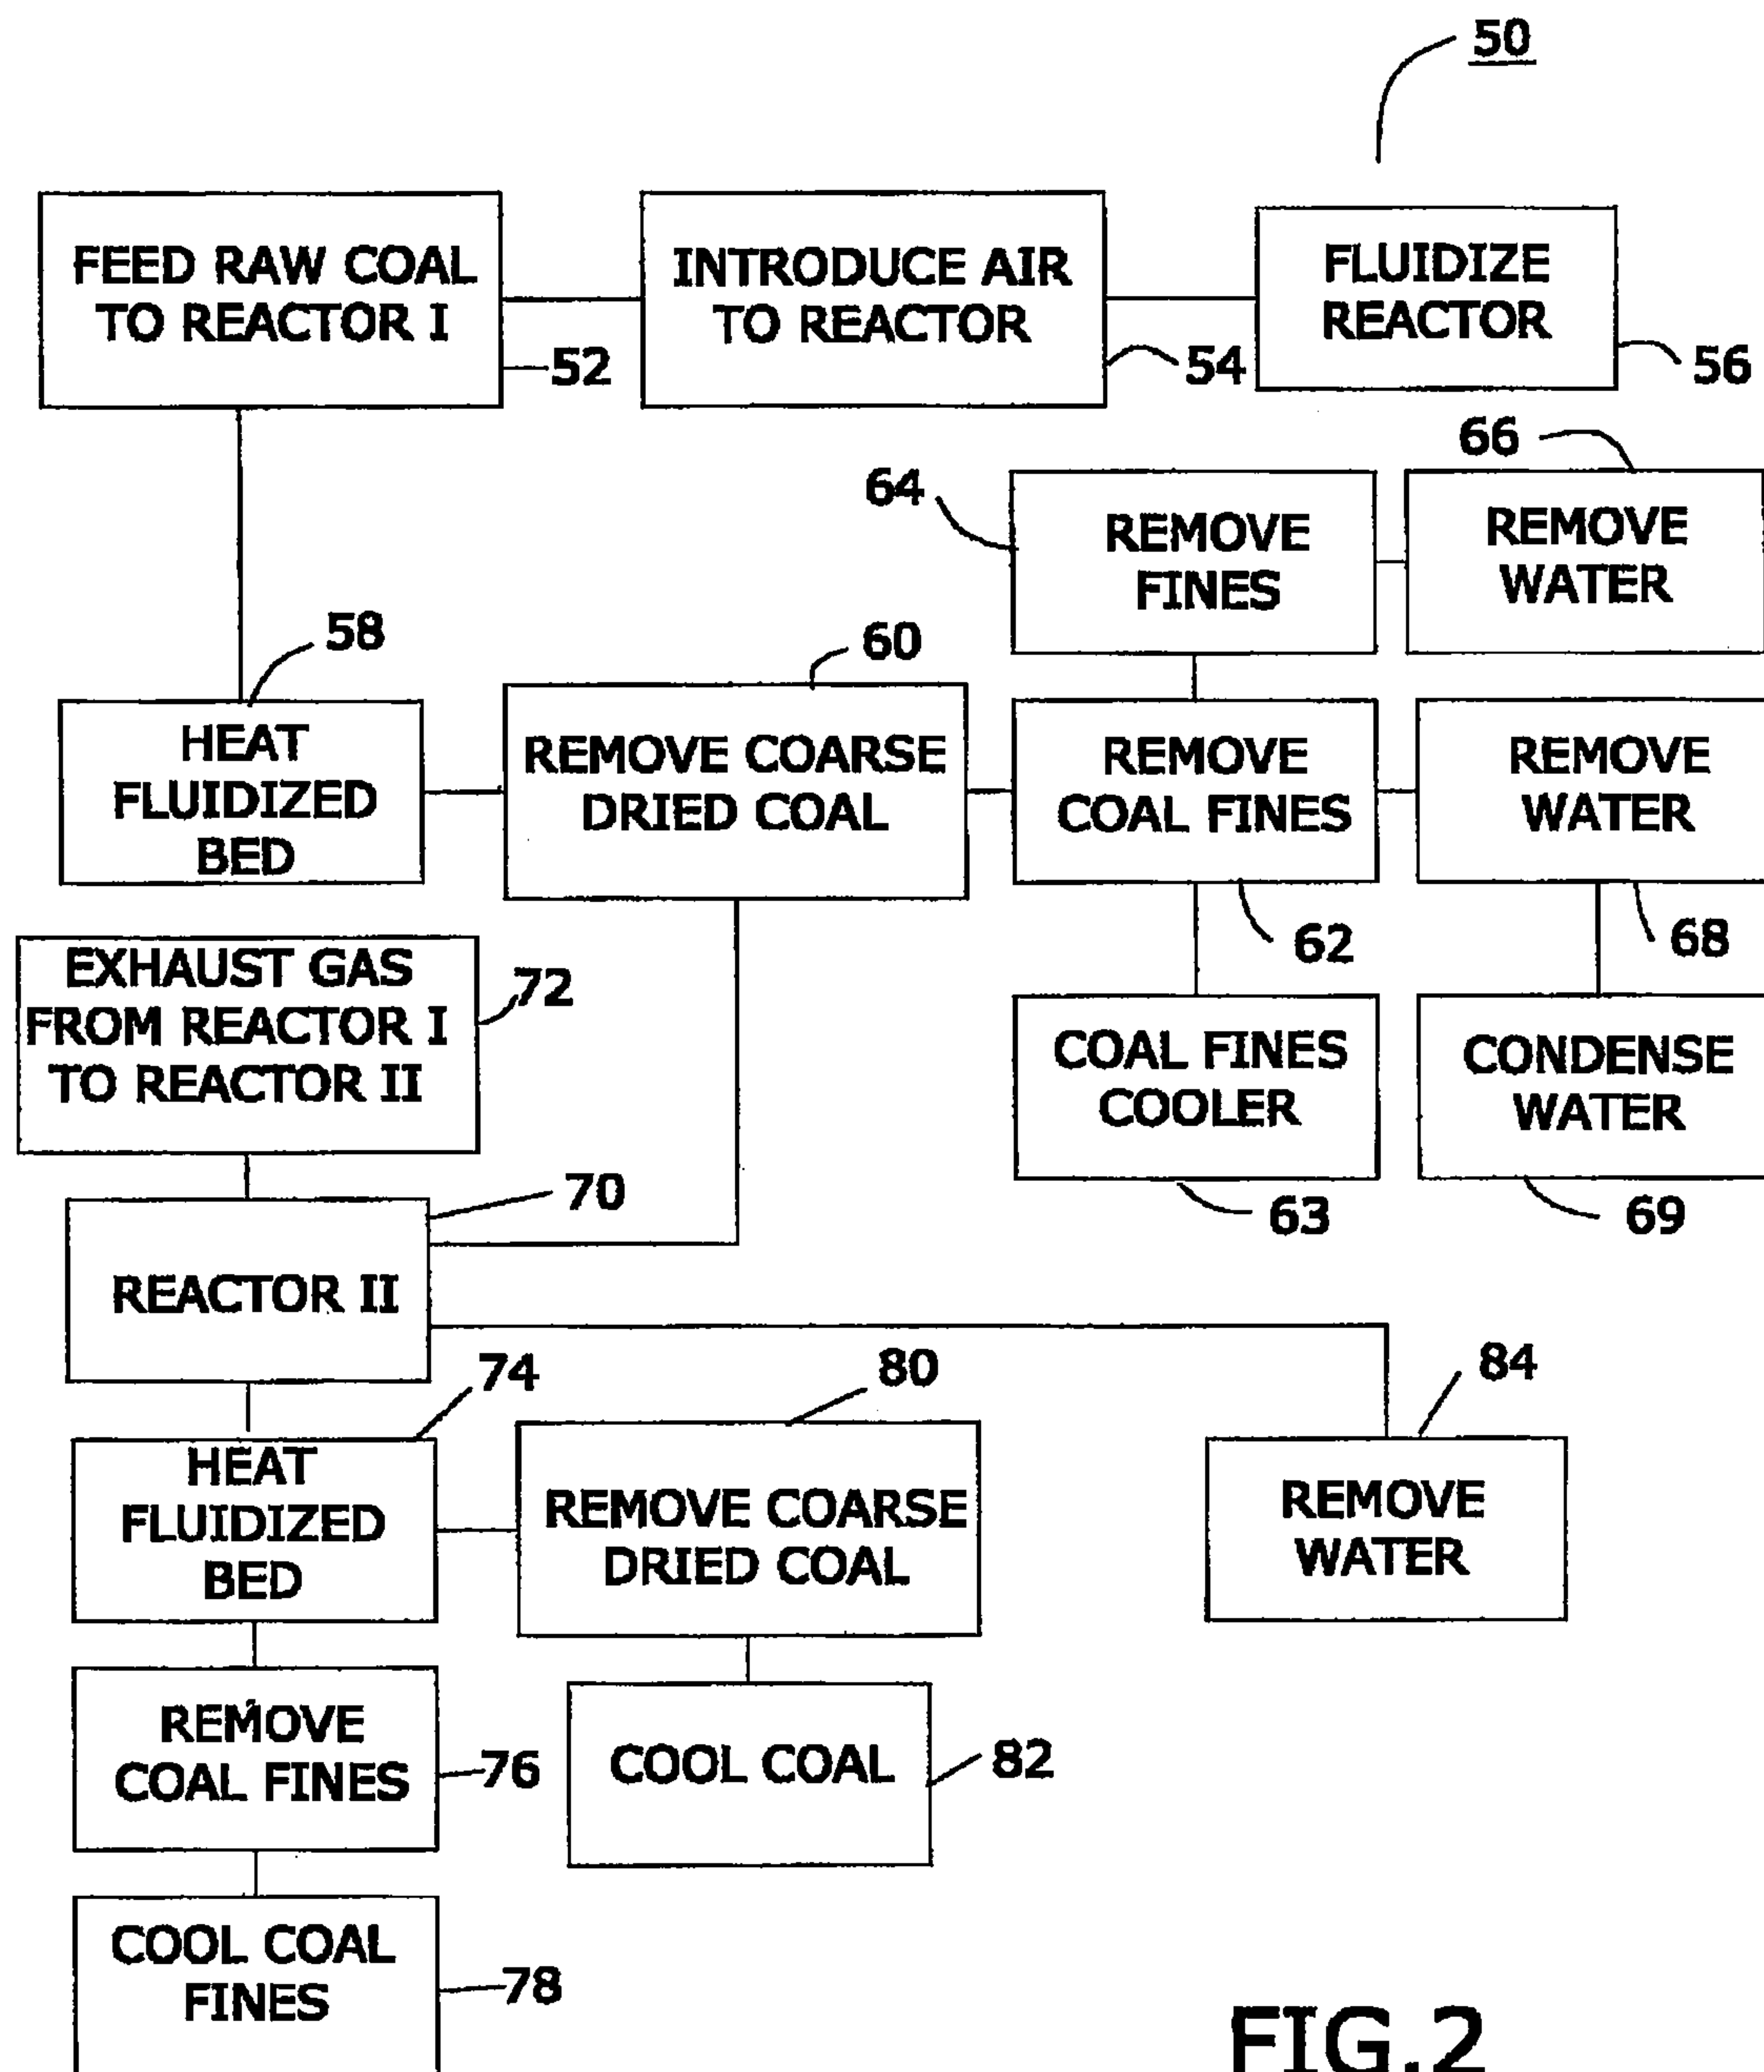 50
FEED RAW COAL
TO REACTOR I
52
INTRODUCE AIR
TO REACTOR
54
FLUIDIZE
REACTOR
56
64
REMOVE
FINES
66
REMOVE
WATER
58
HEAT
FLUIDIZED
BED
60
REMOVE COARSE
DRIED COAL
REMOVE
COAL FINES
62
REMOVE
WATER
68
EXHAUST GAS
FROM REACTOR I
TO REACTOR II
72
COAL FINES
COOLER
63
CONDENSE
WATER
69
70
REACTOR II
74
HEAT
FLUIDIZED
BED
80
REMOVE COARSE
DRIED COAL
84
REMOVE
WATER
REMOVE
COAL FINES
76
COOL COAL
82
COOL COAL
FINES
78
FIG.2